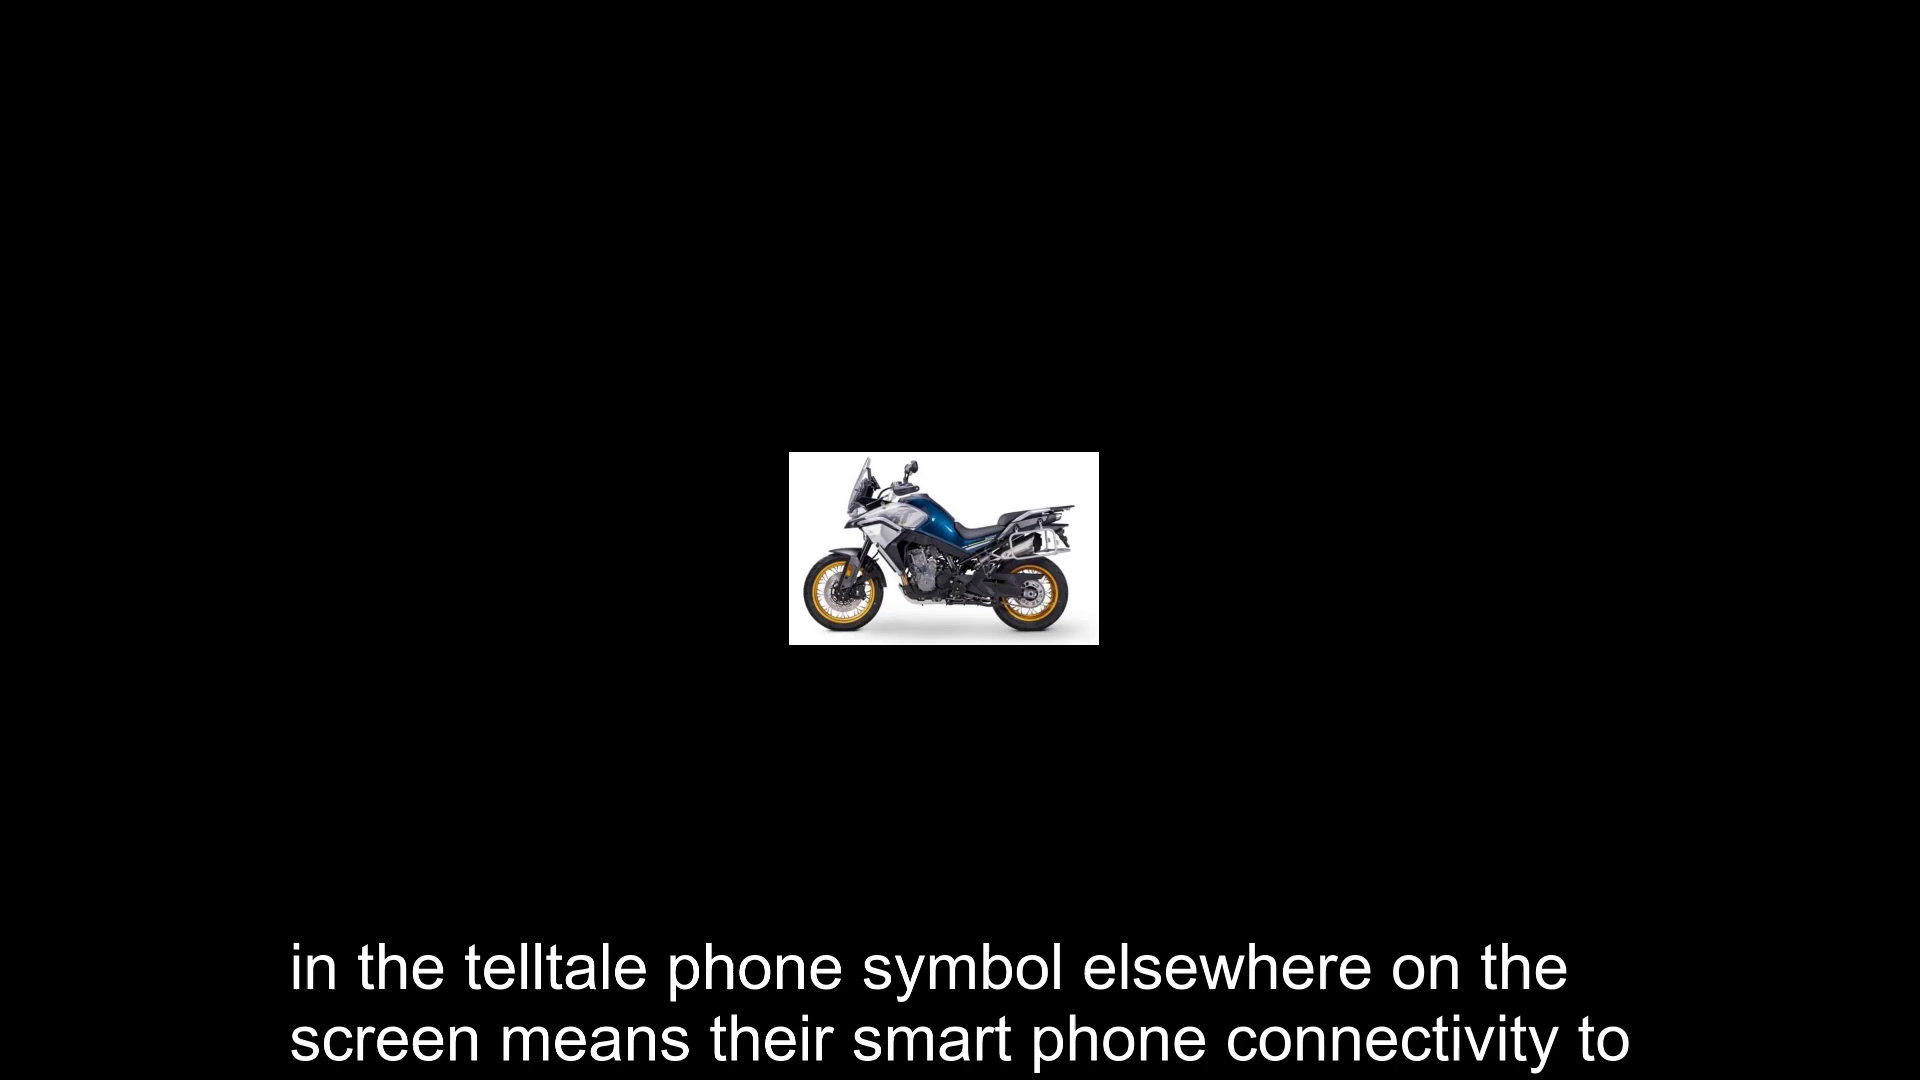 in the telltale phone symbol elsewhere on the
screen means their smart phone connectivity to